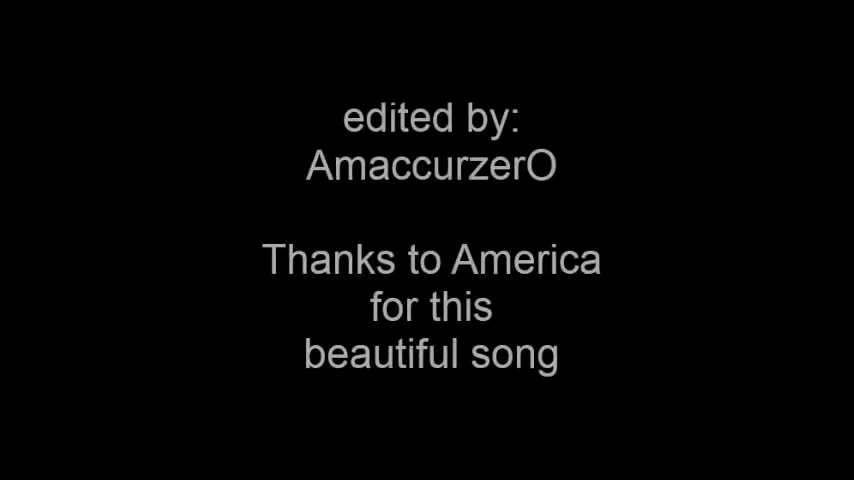 edited by:
AmaccurzerO
Thanks to America
for this
beautiful song